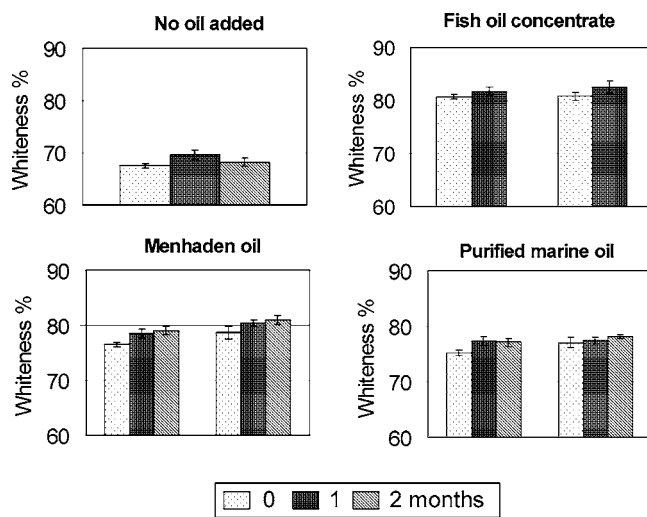 No oil added
Whiteness %
90
80
70
60
Fish oil concentrate
Whiteness %
90
80
70
60
Menhaden oil
Whiteness %
90
80
70
60
Purified marine oil
Whiteness %
90
80
70
60
0 1 2 months